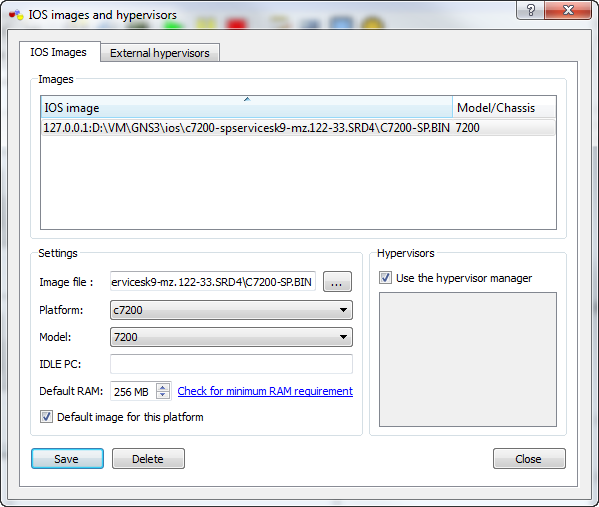 IOS images and hypervisors
IOS Images
External hypervisors
Images
IOS image
Model/Chassis
127.0.0.1:D:\VM\GNS3\ios\c7200-spservicesk9-mz.122-33.SRD4\C7200-SP.BIN
7200
Settings
Image file :
ervicesk9-mz.122-33.SRD4\C7200-SP.BIN
...
Platform:
c7200
Model:
7200
IDLE PC:
Default RAM:
256 MB
Check for minimum RAM requirement
Default image for this platform
Hypervisors
Use the hypervisor manager
Save
Delete
Close